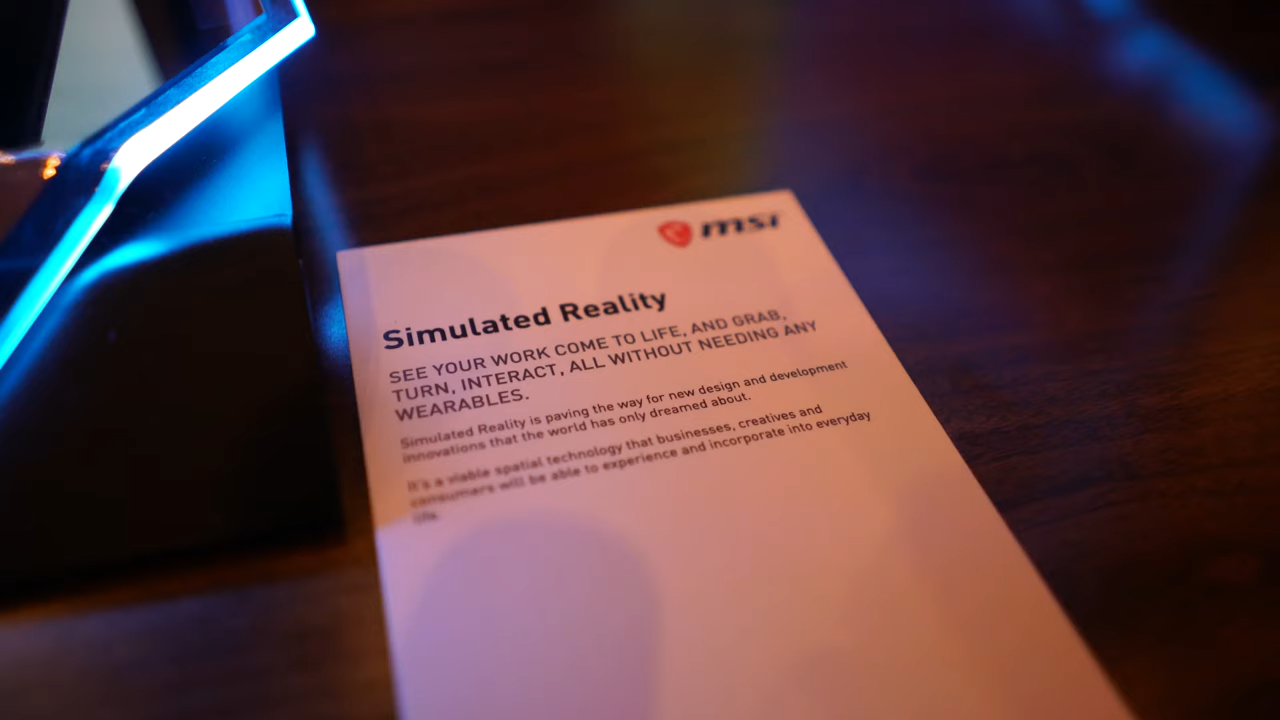 msi
Simulated Reality
SEE YOUR WORK COME TO LIFE, AND GRAB,
TURN, INTERACT, ALL WITHOUT NEEDING ANY
WEARABLES.
Simulated Reality is paving the way for new design and development
innovations that the world has only dreamed about.
It's a viable spatial technology that businesses, creatives and
consumers will be able to experience and incorporate into everyday
life.